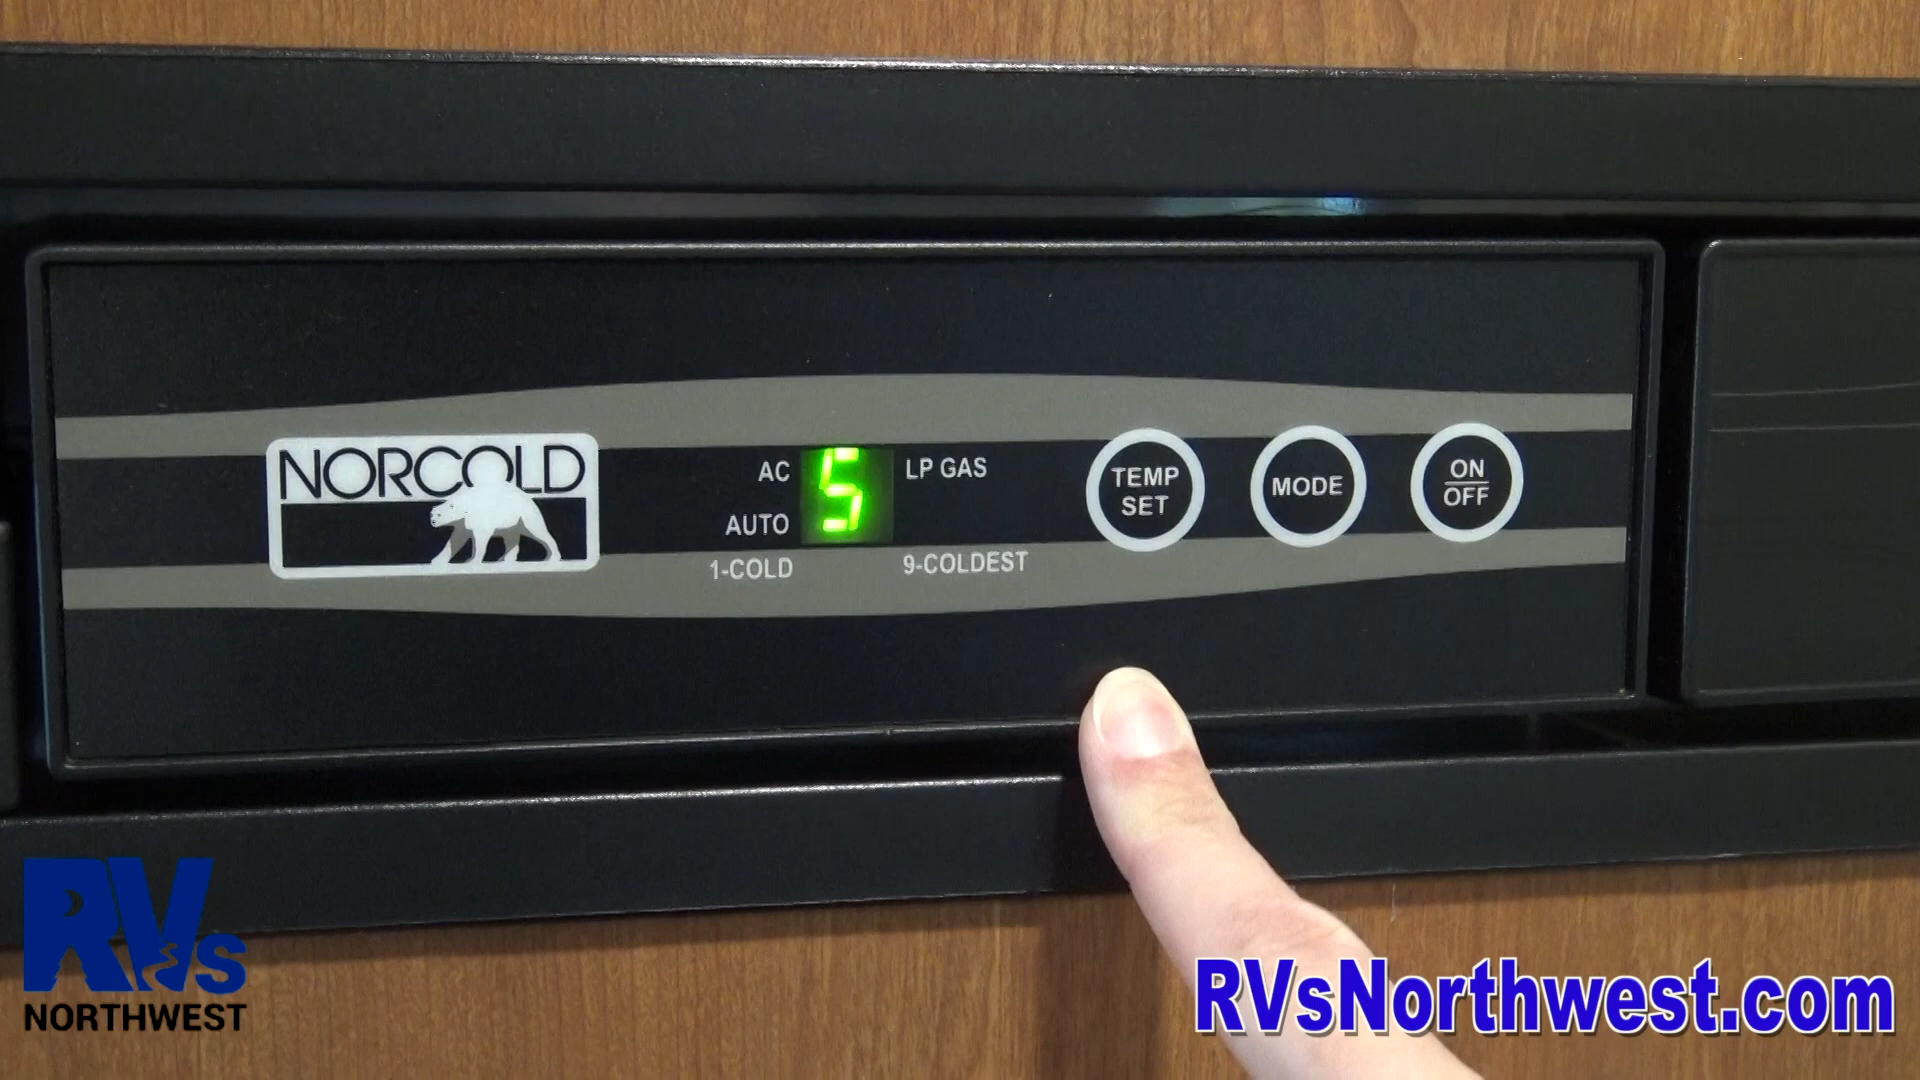 NORCOLD
AC
5
LP GAS
AUTO
1-COLD
9-COLDEST
TEMP
SET
MODE
ON
OFF
RVs
NORTHWEST
RVsNorthwest.com